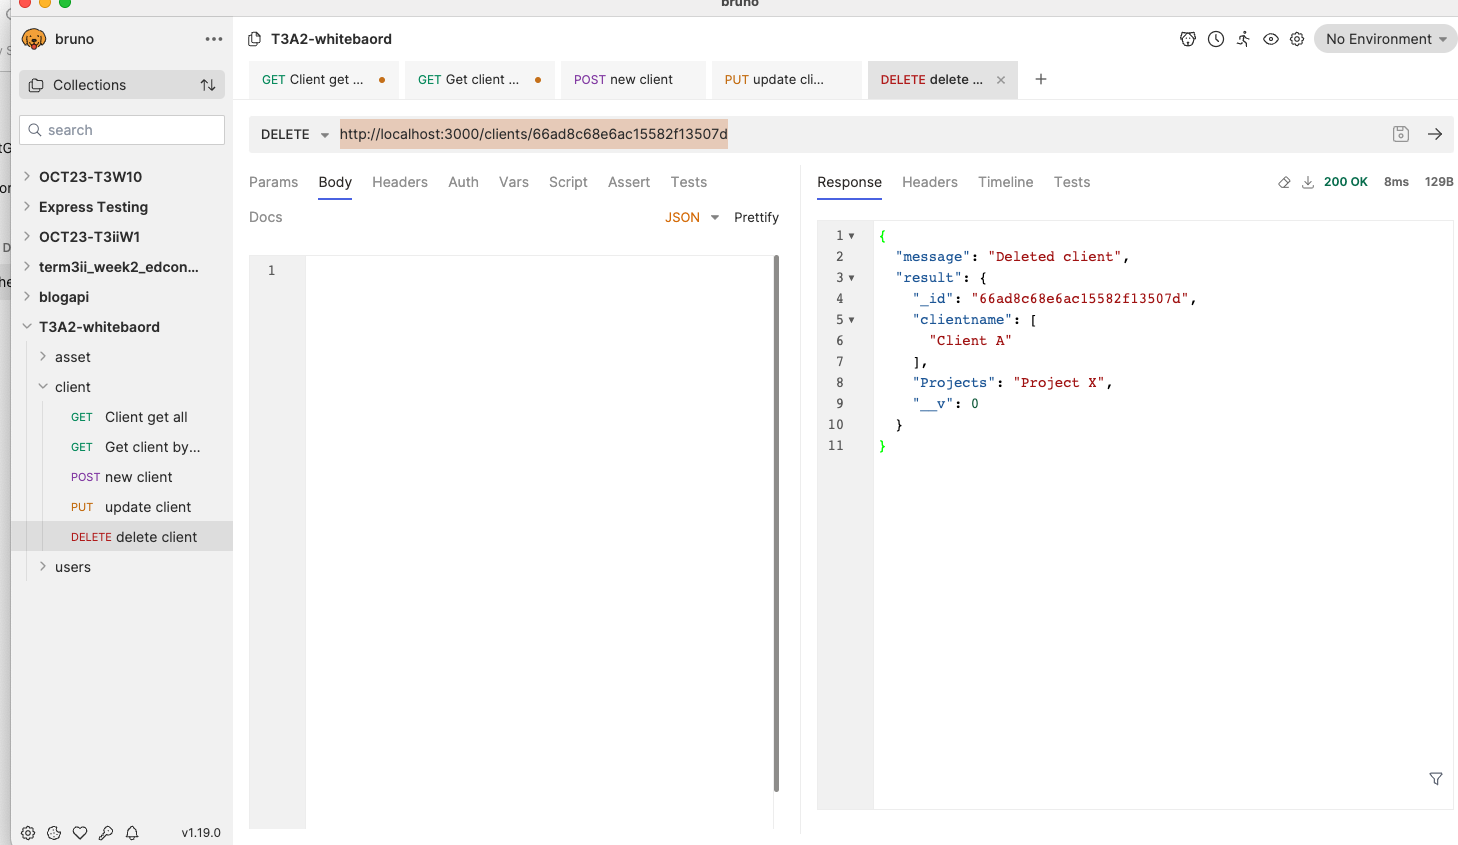 bruno
bruno
T3A2-whitebaord
No Environment
Collections
GET Client get ...
GET Get client ...
POST new client
PUT update cli...
DELETE delete ...
search
DELETE
http://localhost:3000/clients/66ad8c68e6ac15582f13507d
OCT23-T3W10
Express Testing
OCT23-T3iiW1
term3ii_week2_edcon...
blogapi
T3A2-whitebaord
asset
client
GET Client get all
GET Get client by...
POST new client
PUT update client
DELETE delete client
users
v1.19.0
Params Body Headers Auth Vars Script Assert Tests
Docs
JSON Prettify
1
Response Headers Timeline Tests
200 OK 8ms 129B
1 {
2 "message": "Deleted client",
3 "result": {
4 "_id": "66ad8c68e6ac15582f13507d",
5 "clientname": [
6 "Client A"
7 ],
8 "Projects": "Project X",
9 "__v": 0
10 }
11 }